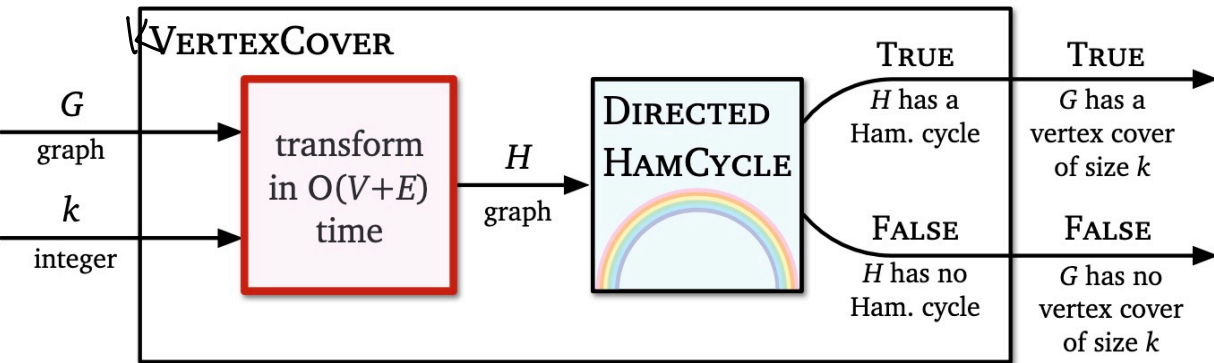 VERTEXCOVER
G
graph
k
integer
transform
in O(V+E)
time
H
graph
DIRECTED
HAMCYCLE
TRUE
H has a
Ham. cycle
FALSE
H has no
Ham. cycle
TRUE
G has a
vertex cover
of size k
FALSE
G has no
vertex cover
of size k